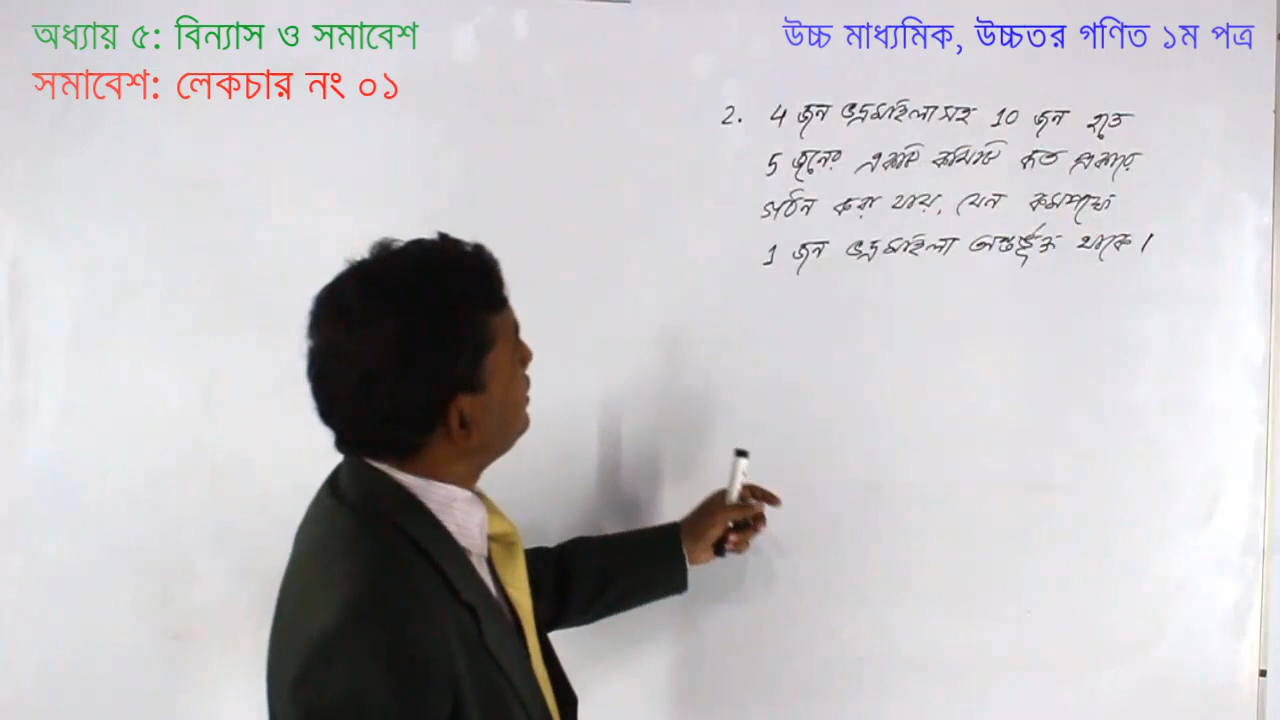 অধ্যায় ৫: বিন্যাস ও সমাবেশ
সমাবেশ: লেকচার নং ০১
উচ্চ মাধ্যমিক, উচ্চতর গণিত ১ম পত্র
2. 4 জন ভদ্রমহিলাসহ 10 জন হতে
5 জনের একটি কমিটি কত প্রকারে
গঠন করা যায়, যেন কমপক্ষে
1 জন ভদ্রমহিলা অন্তর্ভুক্ত থাকে।